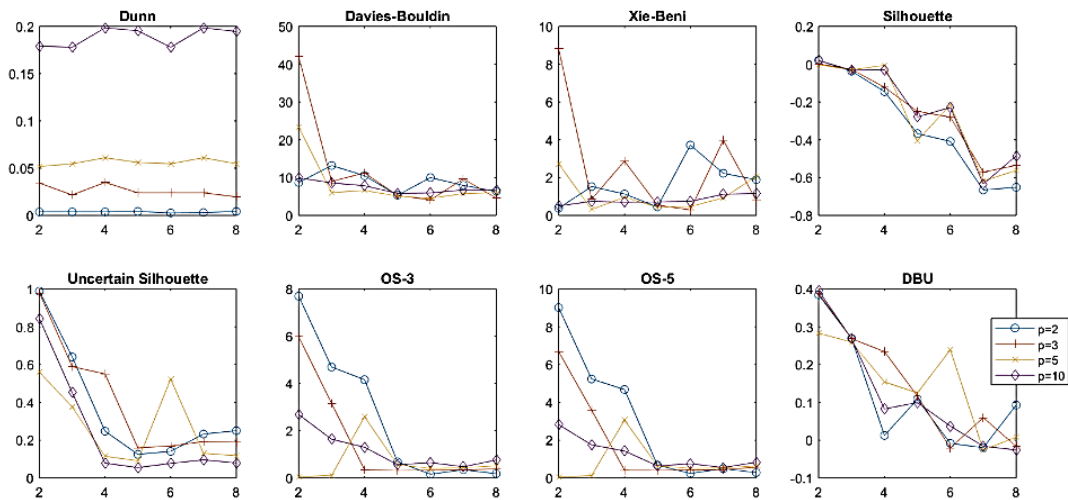 Dunn
0.2
0.15
0.1
0.05
0
2 4 6 8
Davies-Bouldin
50
40
30
20
10
0
2 4 6 8
Xie-Beni
10
8
6
4
2
0
2 4 6 8
Silhouette
0
-0.2
-0.4
-0.6
-0.8
2 4 6 8
Uncertain Silhouette
1
0.8
0.6
0.4
0.2
0
2 4 6 8
OS-3
8
6
4
2
0
2 4 6 8
OS-5
10
8
6
4
2
0
2 4 6 8
DBU
0.4
0.3
0.2
0.1
0
-0.1
2 4 6 8
p=2
p=3
p=5
p=10